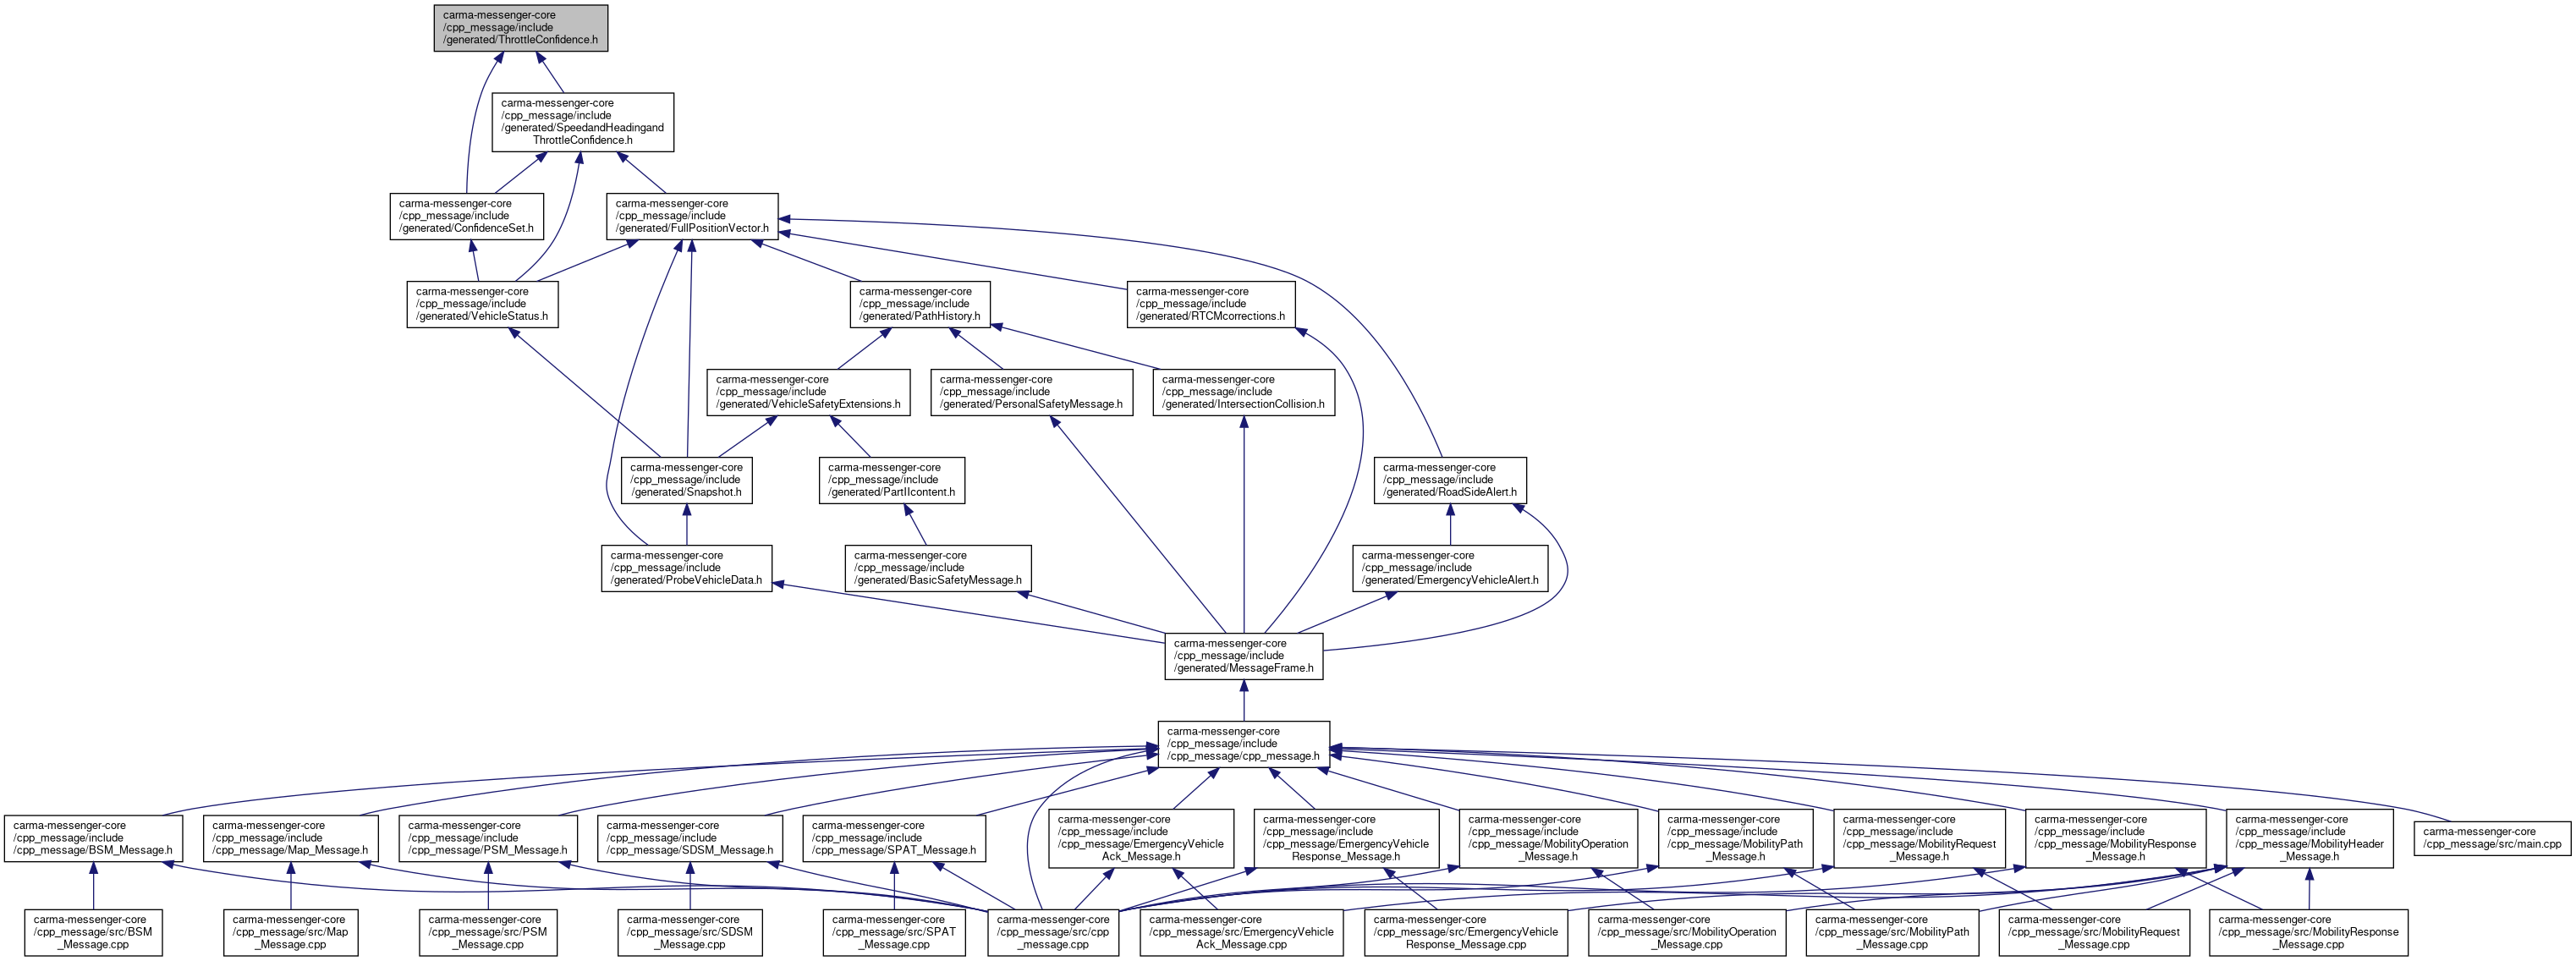 carma-messenger-core
/cpp_message/include
/generated/ThrottleConfidence.h
carma-messenger-core
/cpp_message/include
/generated/SpeedandHeadingand
ThrottleConfidence.h
carma-messenger-core
/cpp_message/include
/generated/ConfidenceSet.h
carma-messenger-core
/cpp_message/include
/generated/FullPositionVector.h
carma-messenger-core
/cpp_message/include
/generated/VehicleStatus.h
carma-messenger-core
/cpp_message/include
/generated/PathHistory.h
carma-messenger-core
/cpp_message/include
/generated/RTCMcorrections.h
carma-messenger-core
/cpp_message/include
/generated/VehicleSafetyExtensions.h
carma-messenger-core
/cpp_message/include
/generated/PersonalSafetyMessage.h
carma-messenger-core
/cpp_message/include
/generated/IntersectionCollision.h
carma-messenger-core
/cpp_message/include
/generated/Snapshot.h
carma-messenger-core
/cpp_message/include
/generated/PartIIcontent.h
carma-messenger-core
/cpp_message/include
/generated/RoadSideAlert.h
carma-messenger-core
/cpp_message/include
/generated/ProbeVehicleData.h
carma-messenger-core
/cpp_message/include
/generated/BasicSafetyMessage.h
carma-messenger-core
/cpp_message/include
/generated/EmergencyVehicleAlert.h
carma-messenger-core
/cpp_message/include
/generated/MessageFrame.h
carma-messenger-core
/cpp_message/include
/cpp_message/cpp_message.h
carma-messenger-core
/cpp_message/include
/cpp_message/BSM_Message.h
carma-messenger-core
/cpp_message/include
/cpp_message/Map_Message.h
carma-messenger-core
/cpp_message/include
/cpp_message/PSM_Message.h
carma-messenger-core
/cpp_message/include
/cpp_message/SDSM_Message.h
carma-messenger-core
/cpp_message/include
/cpp_message/SPAT_Message.h
carma-messenger-core
/cpp_message/include
/cpp_message/EmergencyVehicle
Ack_Message.h
carma-messenger-core
/cpp_message/include
/cpp_message/EmergencyVehicle
Response_Message.h
carma-messenger-core
/cpp_message/include
/cpp_message/MobilityOperation
_Message.h
carma-messenger-core
/cpp_message/include
/cpp_message/MobilityPath
_Message.h
carma-messenger-core
/cpp_message/include
/cpp_message/MobilityRequest
_Message.h
carma-messenger-core
/cpp_message/include
/cpp_message/MobilityResponse
_Message.h
carma-messenger-core
/cpp_message/include
/cpp_message/MobilityHeader
_Message.h
carma-messenger-core
/cpp_message/src/main.cpp
carma-messenger-core
/cpp_message/src/BSM
_Message.cpp
carma-messenger-core
/cpp_message/src/Map
_Message.cpp
carma-messenger-core
/cpp_message/src/PSM
_Message.cpp
carma-messenger-core
/cpp_message/src/SDSM
_Message.cpp
carma-messenger-core
/cpp_message/src/SPAT
_Message.cpp
carma-messenger-core
/cpp_message/src/cpp
_message.cpp
carma-messenger-core
/cpp_message/src/EmergencyVehicle
Ack_Message.cpp
carma-messenger-core
/cpp_message/src/EmergencyVehicle
Response_Message.cpp
carma-messenger-core
/cpp_message/src/MobilityOperation
_Message.cpp
carma-messenger-core
/cpp_message/src/MobilityPath
_Message.cpp
carma-messenger-core
/cpp_message/src/MobilityRequest
_Message.cpp
carma-messenger-core
/cpp_message/src/MobilityResponse
_Message.cpp